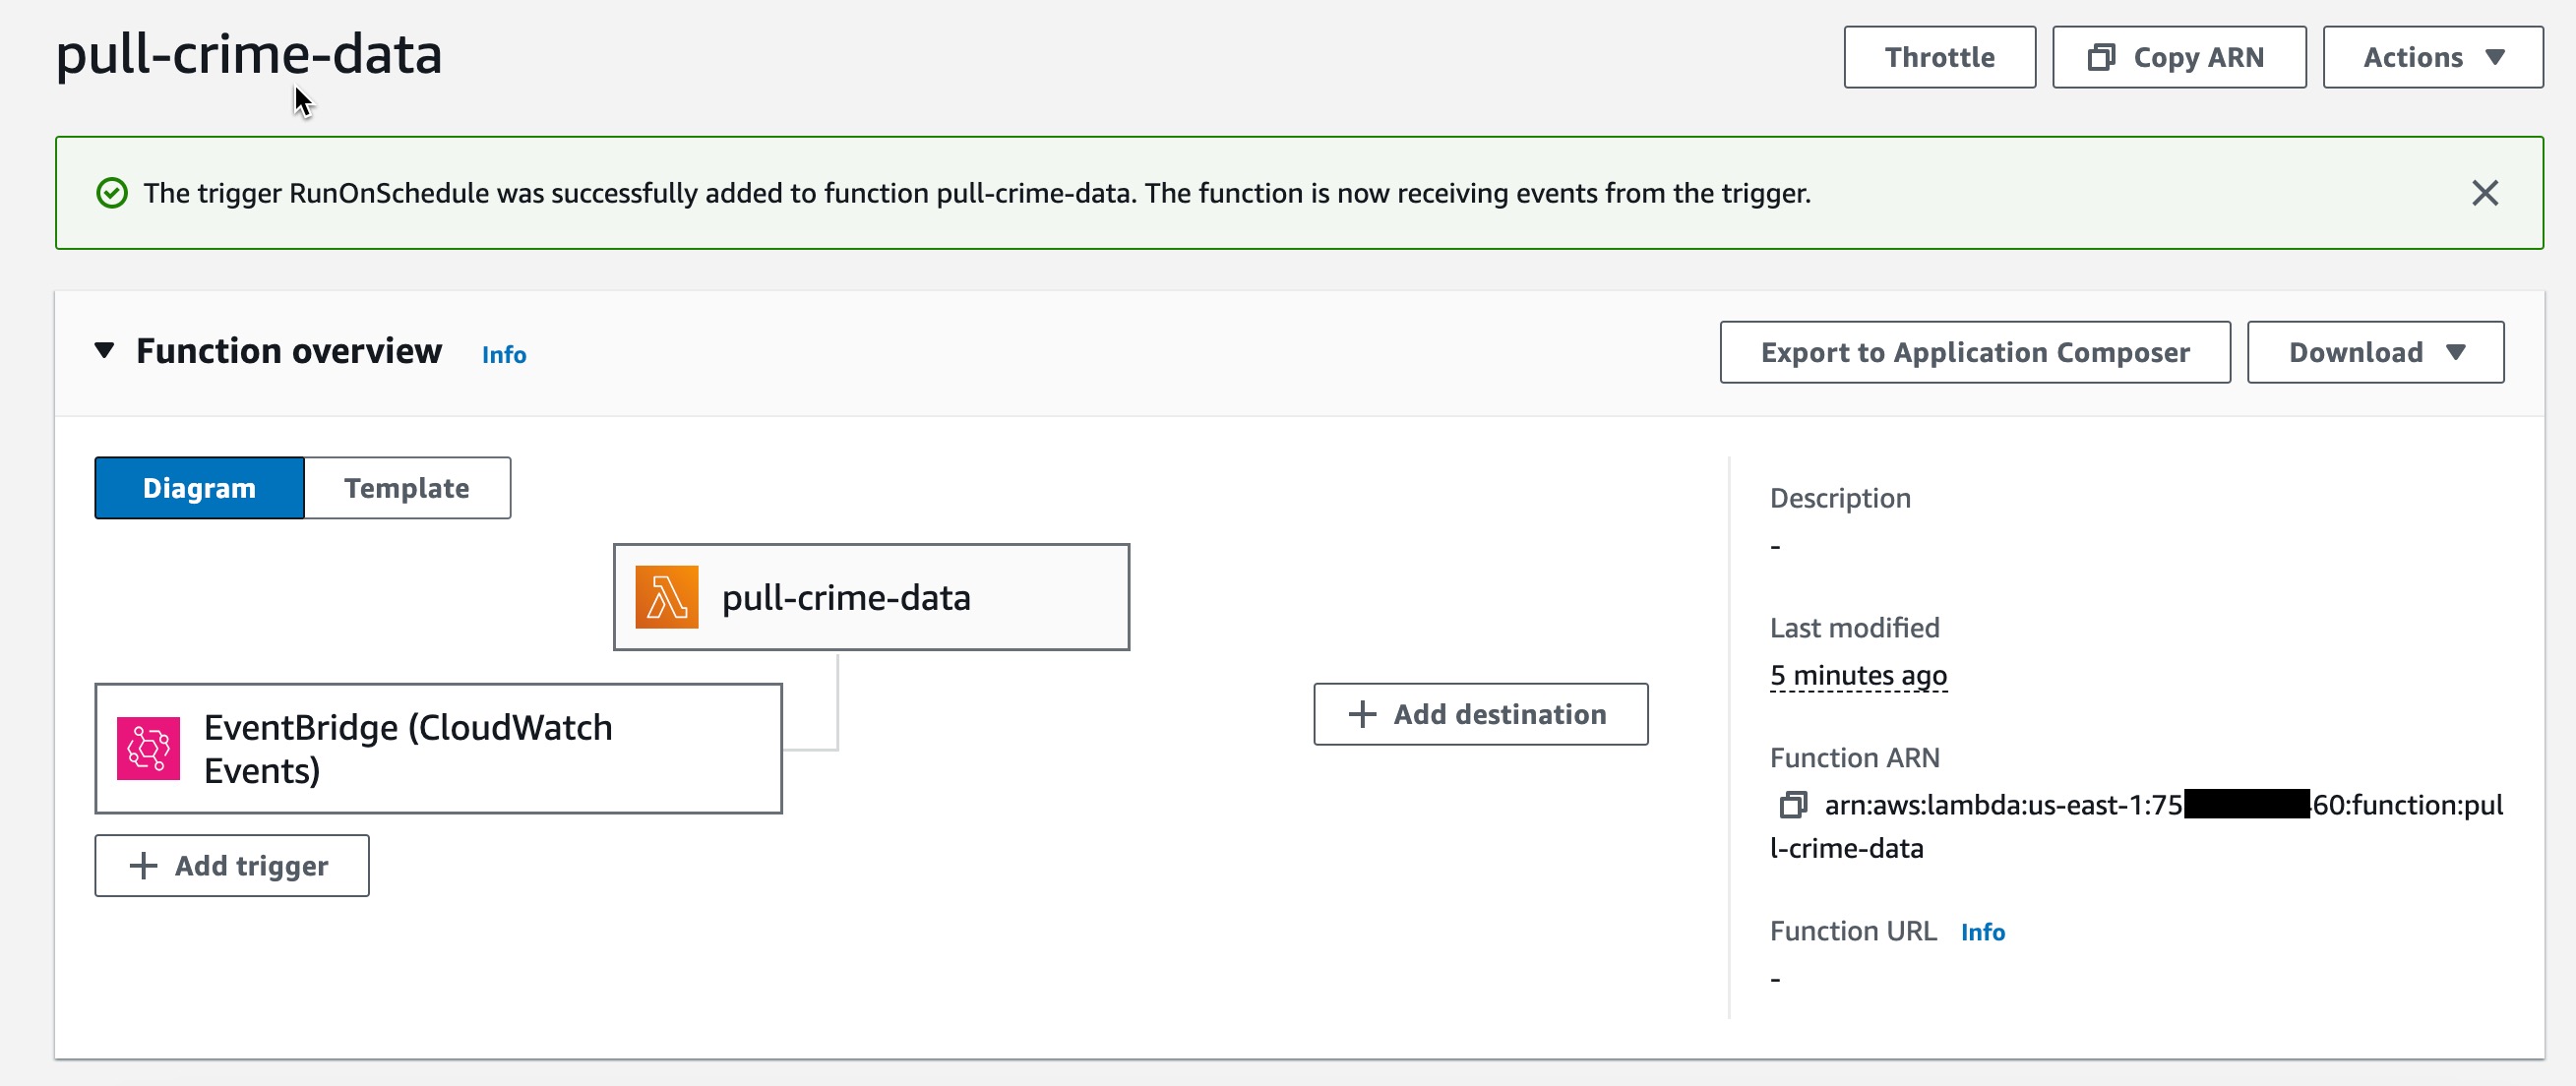 pull-crime-data
Throttle
Copy ARN
Actions
The trigger RunOnSchedule was successfully added to function pull-crime-data. The function is now receiving events from the trigger.
Function overview
Info
Export to Application Composer
Download
Diagram
Template
pull-crime-data
EventBridge (CloudWatch
Events)
Add trigger
Add destination
Description
-
Last modified
5 minutes ago
Function ARN
arn:aws:lambda:us-east-1:75 60:function:pul
l-crime-data
Function URL Info
-